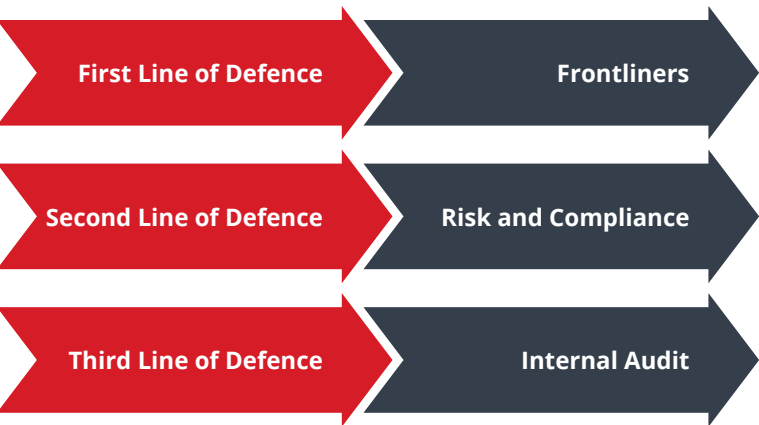 First Line of Defence
Frontliners
Second Line of Defence
Risk and Compliance
Third Line of Defence
Internal Audit